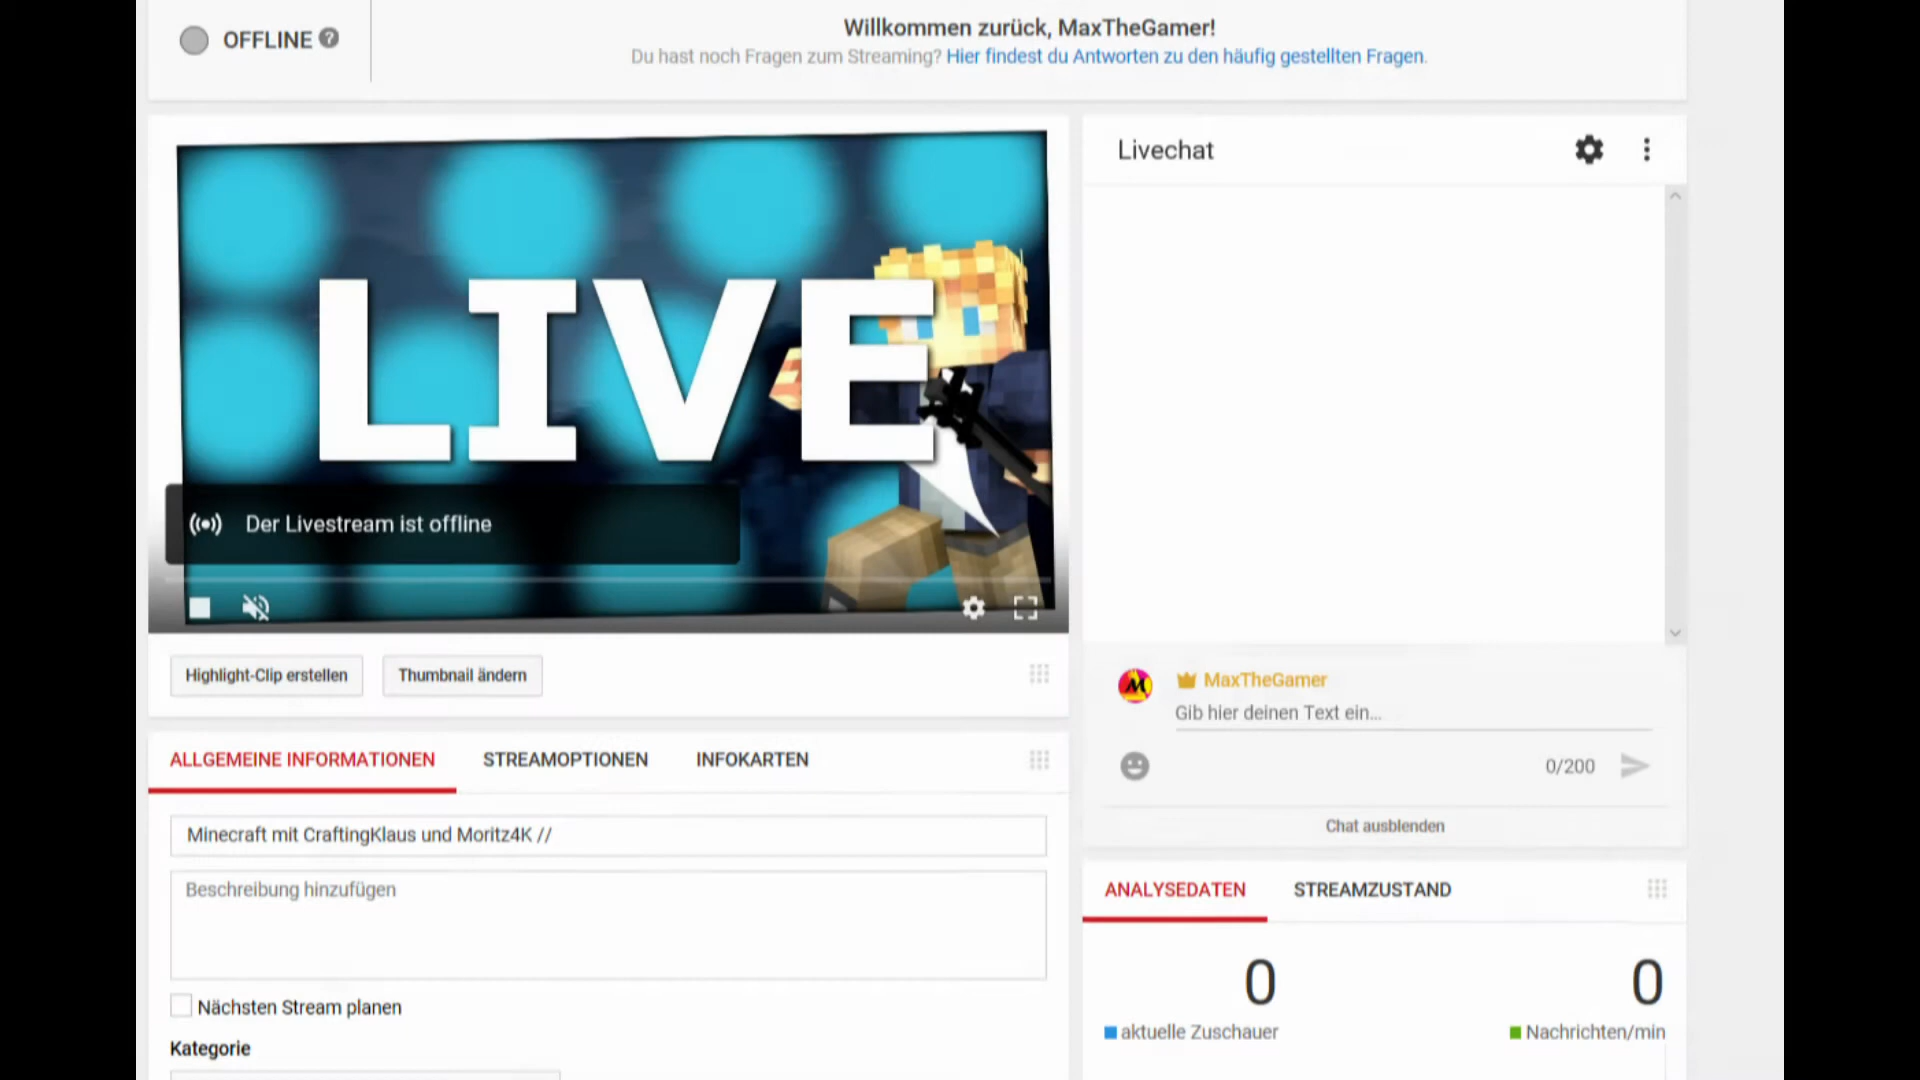 OFFLINE
Willkommen zurück, MaxTheGamer!
Du hast noch Fragen zum Streaming? Hier findest du Antworten zu den häufig gestellten Fragen.
LIVE
Der Livestream ist offline
Highlight-Clip erstellen
Thumbnail ändern
ALLGEMEINE INFORMATIONEN
STREAMOPTIONEN
INFOKARTEN
Minecraft mit CraftingKlaus und Moritz4K //
Beschreibung hinzufügen
Nächsten Stream planen
Kategorie
Livechat
M
MaxTheGamer
Gib hier deinen Text ein...
0/200
Chat ausblenden
ANALYSEDATEN
STREAMZUSTAND
0
aktuelle Zuschauer
0
Nachrichten/min